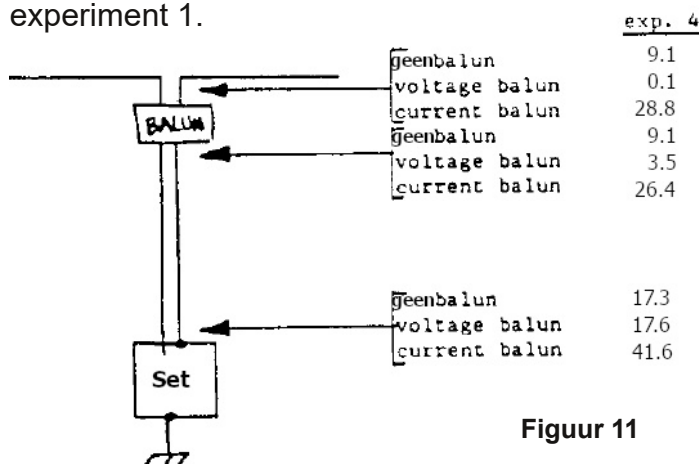 experiment 1.
exp. 4
geenbalun 9.1
voltage balun 0.1
current balun 28.8
BALUN
geenbalun 9.1
voltage balun 3.5
current balun 26.4
geenbalun 17.3
voltage balun 17.6
current balun 41.6
Set
Figuur 11